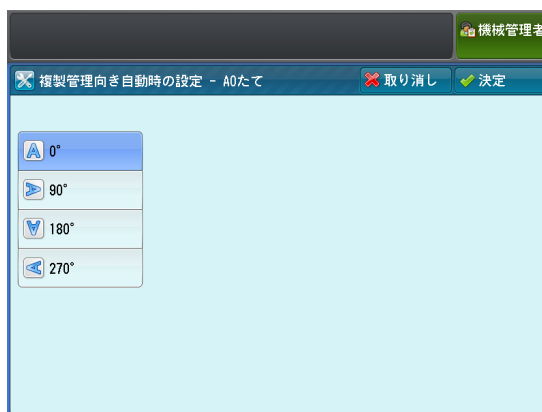 機械管理者
複製管理向き自動時の設定 - A0たて
取り消し
決定
0°
90°
180°
270°